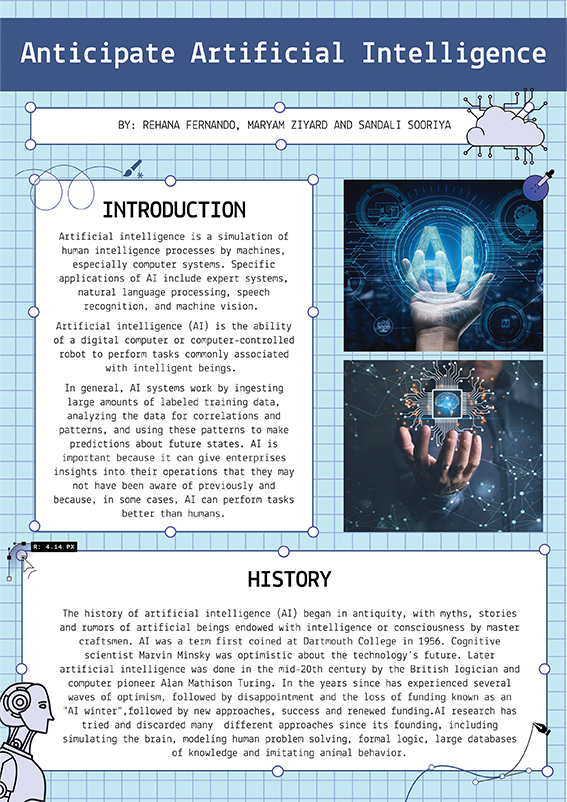 Anticipate Artificial Intelligence
BY: REHANA FERNANDO, MARYAM ZIYARD AND SANDALI SOORIYA
INTRODUCTION
Artificial intelligence is a simulation of
human intelligence processes by machines,
especially computer systems. Specific
applications of AI include expert systems,
natural language processing, speech
recognition, and machine vision.
Artificial intelligence (AI) is the ability
of a digital computer or computer-controlled
robot to perform tasks commonly associated
with intelligent beings.
In general, AI systems work by ingesting
large amounts of labeled training data,
analyzing the data for correlations and
patterns, and using these patterns to make
predictions about future states. AI is
important because it can give enterprises
insights into their operations that they may
not have been aware of previously and
because, in some cases, AI can perform tasks
better than humans.
AI
AI
R: 4.14 PX
HISTORY
The history of artificial intelligence (AI) began in antiquity, with myths, stories
and rumors of artificial beings endowed with intelligence or consciousness by master
craftsmen. AI was a term first coined at Dartmouth College in 1956. Cognitive
scientist Marvin Minsky was optimistic about the technology's future. Later
artificial intelligence was done in the mid-20th century by the British logician and
computer pioneer Alan Mathison Turing. In the years since has experienced several
waves of optimism, followed by disappointment and the loss of funding known as an
"AI winter",followed by new approaches, success and renewed funding.AI research has
tried and discarded many different approaches since its founding, including
simulating the brain, modeling human problem solving, formal logic, large databases
of knowledge and imitating animal behavior.